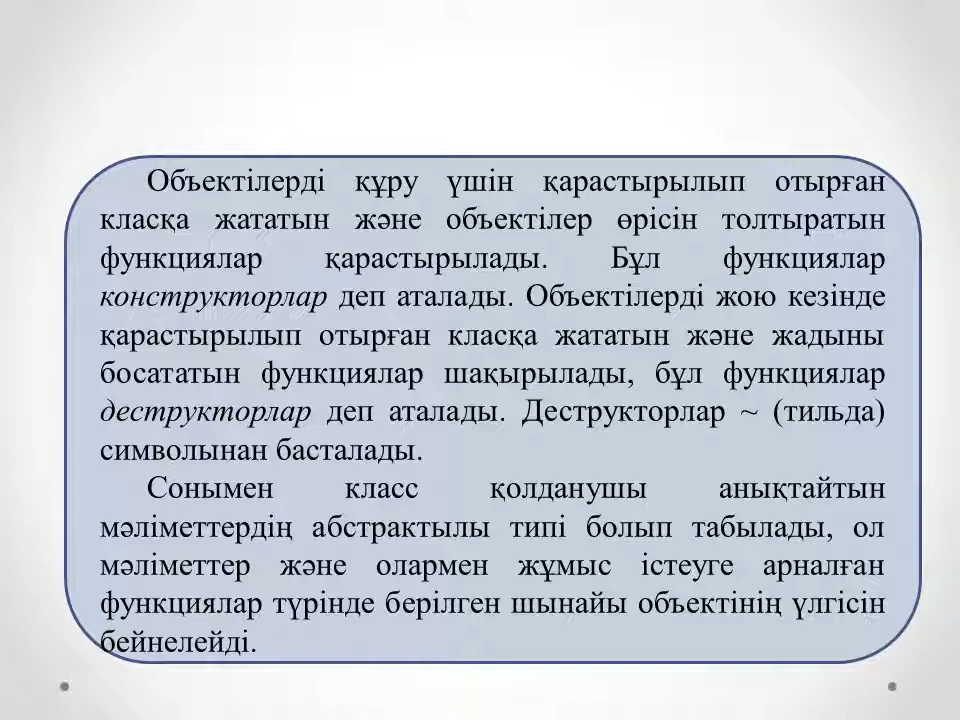 Объектілерді құру үшін қарастырылып отырған
класқа жататын және объектілер өрісін толтыратын
функциялар қарастырылады. Бұл функциялар
конструкторлар деп аталады. Объектілерді жою кезінде
қарастырылып отырған класқа жататын және жадыны
босататын функциялар шақырылады, бұл функциялар
деструкторлар деп аталады. Деструкторлар ~ (тильда)
символынан басталады.
Сонымен класс қолданушы анықтайтын
мәліметтердің абстрактылы типі болып табылады, ол
мәліметтер және олармен жұмыс істеуге арналған
функциялар түрінде берілген шынайы объектінің үлгісін
бейнелейді.